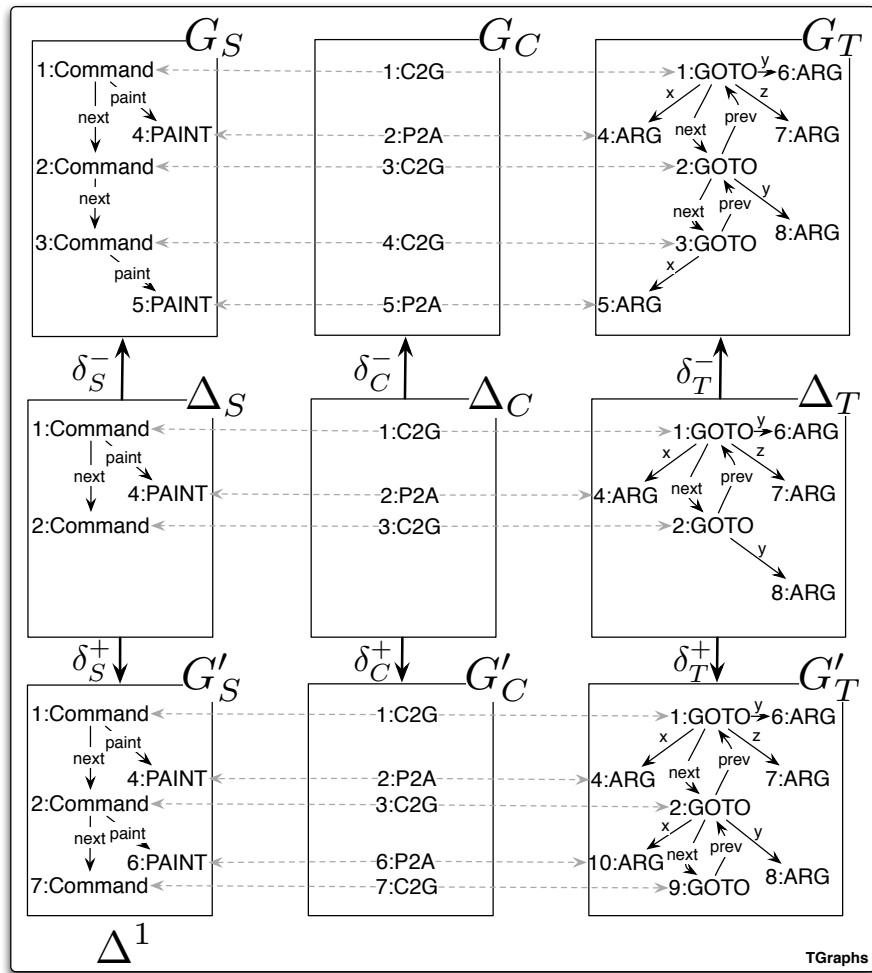 G_S G_C G_T
1:Command 1:C2G 1:GOTO y 6:ARG
paint x z
next 4:PAINT 2:P2A 4:ARG next prev 7:ARG
2:Command 3:C2G 2:GOTO
next next prev y
3:Command 4:C2G 3:GOTO 8:ARG
paint x
5:PAINT 5:P2A 5:ARG
δ_S^- δ_C^- δ_T^-
Δ_S Δ_C Δ_T
1:Command 1:C2G 1:GOTO y 6:ARG
paint x z
next 4:PAINT 2:P2A 4:ARG next prev 7:ARG
2:Command 3:C2G 2:GOTO
y
8:ARG
δ_S^+ δ_C^+ δ_T^+
G'_S G'_C G'_T
1:Command 1:C2G 1:GOTO y 6:ARG
paint x z
next 4:PAINT 2:P2A 4:ARG next prev 7:ARG
2:Command 3:C2G 2:GOTO
next paint x y
6:PAINT 6:P2A 10:ARG next prev 8:ARG
7:Command 7:C2G 9:GOTO
Δ^1
TGraphs